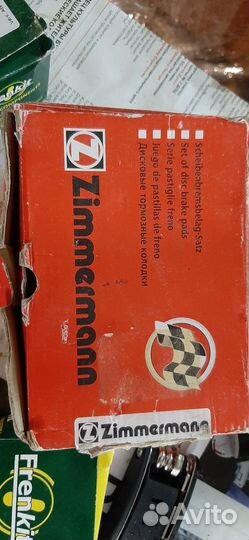 Scheibenbremsbelag-Satz
Set of disc brake pads
Serie pastiglie freno
Juego de pastillas de freno
Дисковые тормозные колодки
Z Zimmermann
Z Zimmermann
Frenkit
Avito